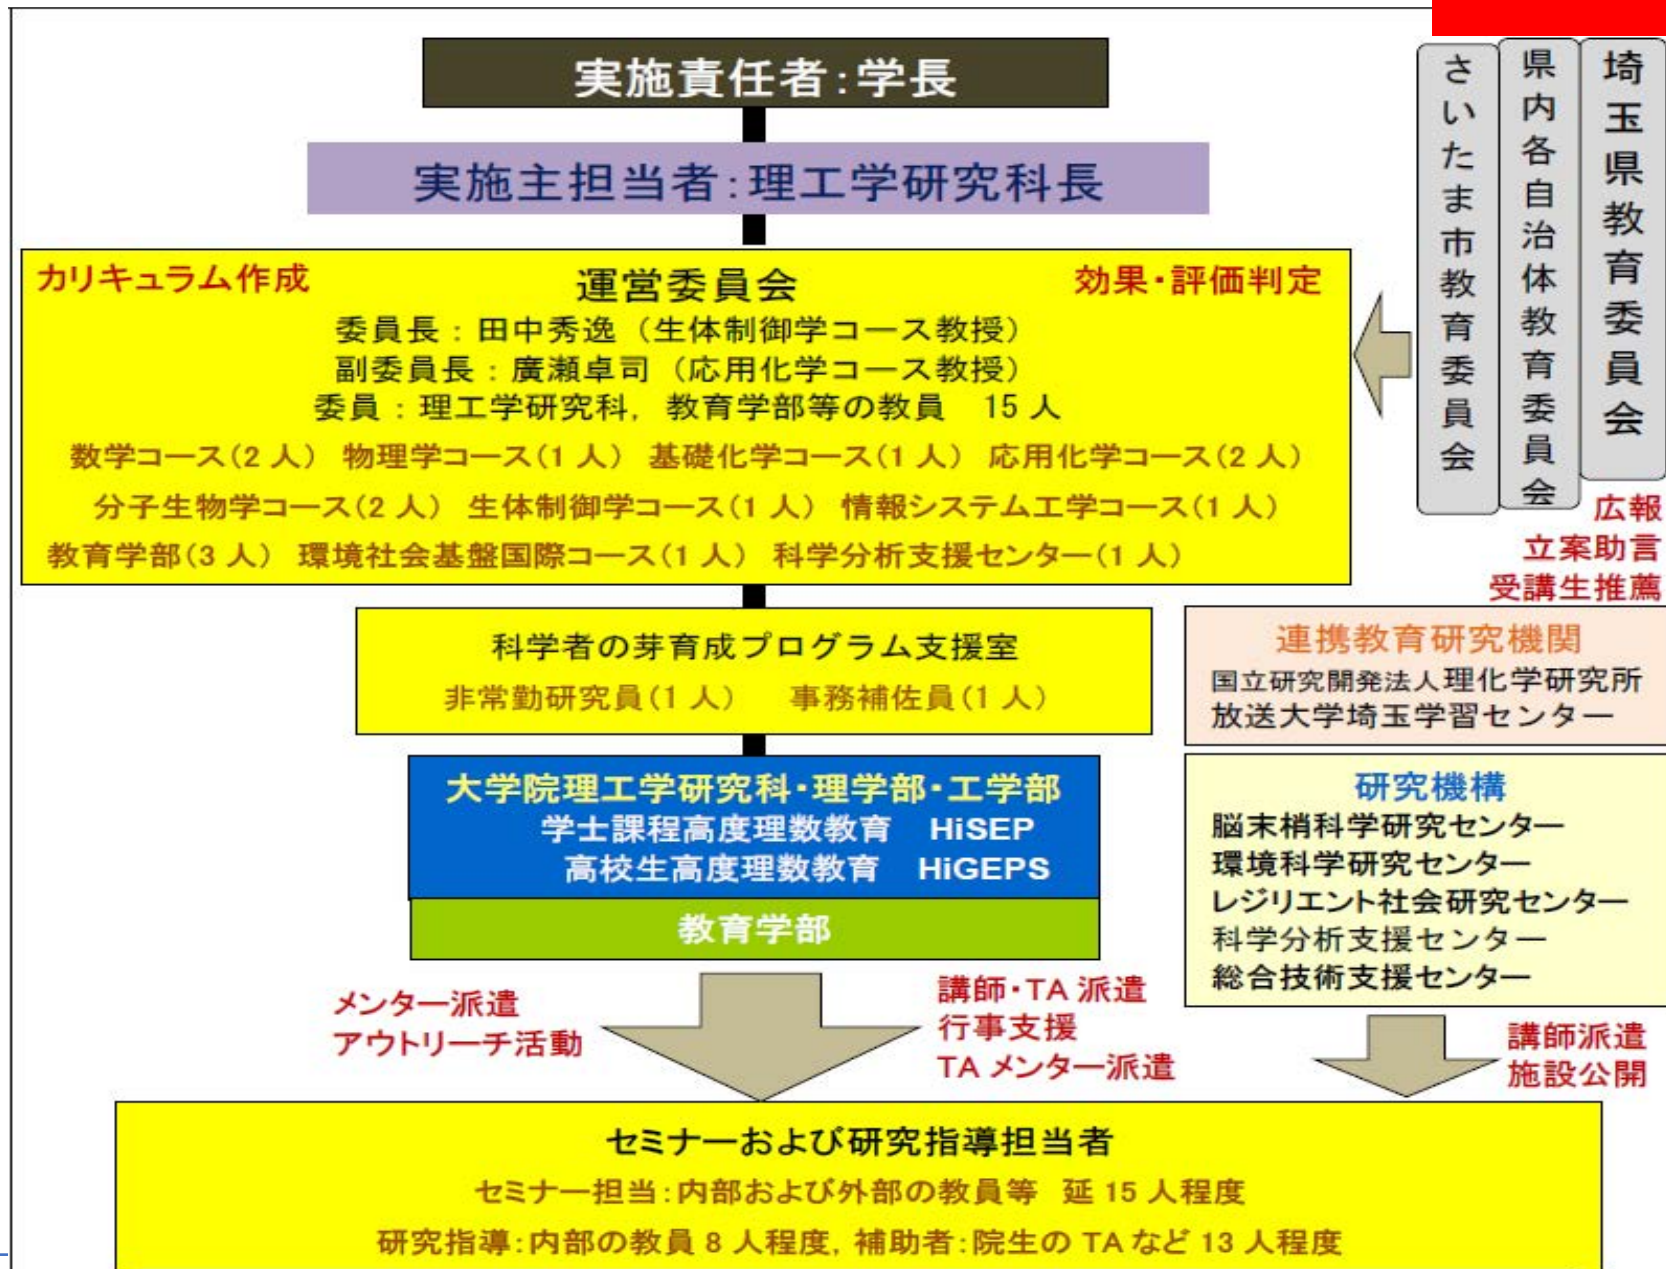 実施責任者：学長
実施主担当者：理工学研究科長
カリキュラム作成
運営委員会
効果・評価判定
委員長：田中秀逸（生体制御学コース教授）
副委員長：廣瀬卓司（応用化学コース教授）
委員：理工学研究科，教育学部等の教員　15 人
数学コース（2 人）　物理学コース（1 人）　基礎化学コース（1 人）　応用化学コース（2 人）
分子生物学コース（2 人）　生体制御学コース（1 人）　情報システム工学コース（1 人）
教育学部（3 人）　環境社会基盤国際コース（1 人）　科学分析支援センター（1 人）
埼玉県教育委員会
県内各自治体教育委員会
さいたま市教育委員会
広報
立案助言
受講生推薦
科学者の芽育成プログラム支援室
非常勤研究員（1 人）　事務補佐員（1 人）
連携教育研究機関
国立研究開発法人理化学研究所
放送大学埼玉学習センター
大学院理工学研究科・理学部・工学部
学士課程高度理数教育　HiSEP
高校生高度理数教育　HiGEPS
教育学部
研究機構
脳末梢科学研究センター
環境科学研究センター
レジリエント社会研究センター
科学分析支援センター
総合技術支援センター
メンター派遣
アウトリーチ活動
講師・TA 派遣
行事支援
TA メンター派遣
講師派遣
施設公開
セミナーおよび研究指導担当者
セミナー担当：内部および外部の教員等　延 15 人程度
研究指導：内部の教員 8 人程度，補助者：院生の TA など 13 人程度